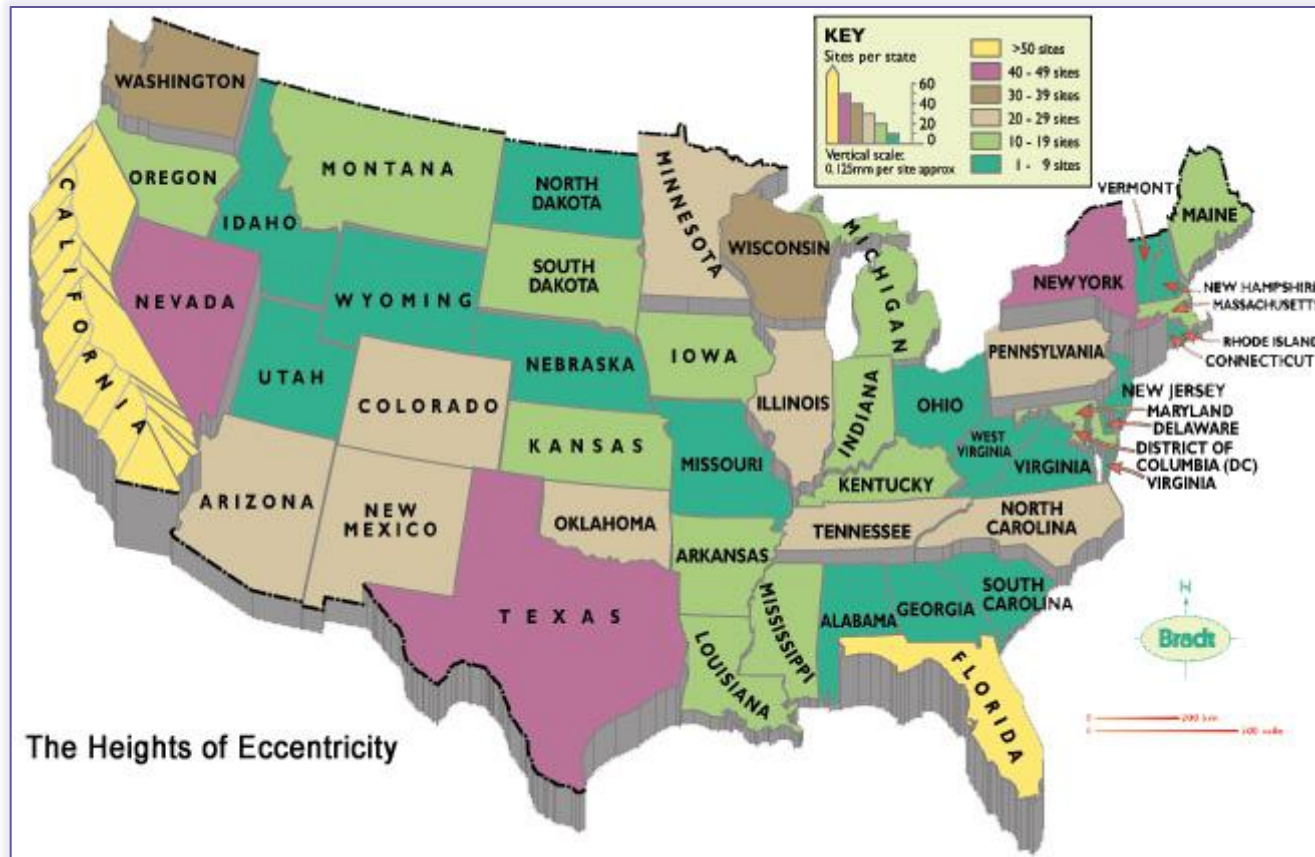 KEY
Sites per state
60
40
20
0
Vertical scale:
0.125mm per site approx
>50 sites
40 - 49 sites
30 - 39 sites
20 - 29 sites
10 - 19 sites
1 - 9 sites
WASHINGTON
OREGON
CALIFORNIA
NEVADA
IDAHO
MONTANA
WYOMING
UTAH
ARIZONA
COLORADO
NEW
MEXICO
NORTH
DAKOTA
SOUTH
DAKOTA
NEBRASKA
KANSAS
OKLAHOMA
TEXAS
MINNESOTA
IOWA
MISSOURI
ARKANSAS
LOUISIANA
WISCONSIN
ILLINOIS
MICHIGAN
INDIANA
OHIO
KENTUCKY
TENNESSEE
MISSISSIPPI
ALABAMA
GEORGIA
FLORIDA
SOUTH
CAROLINA
NORTH
CAROLINA
WEST
VIRGINIA
VIRGINIA
PENNSYLVANIA
NEW YORK
VERMONT
MAINE
NEW HAMPSHIRE
MASSACHUSETT
RHODE ISLAND
CONNECTICUT
NEW JERSEY
MARYLAND
DELAWARE
DISTRICT OF
COLUMBIA (DC)
VIRGINIA
Bradt
The Heights of Eccentricity